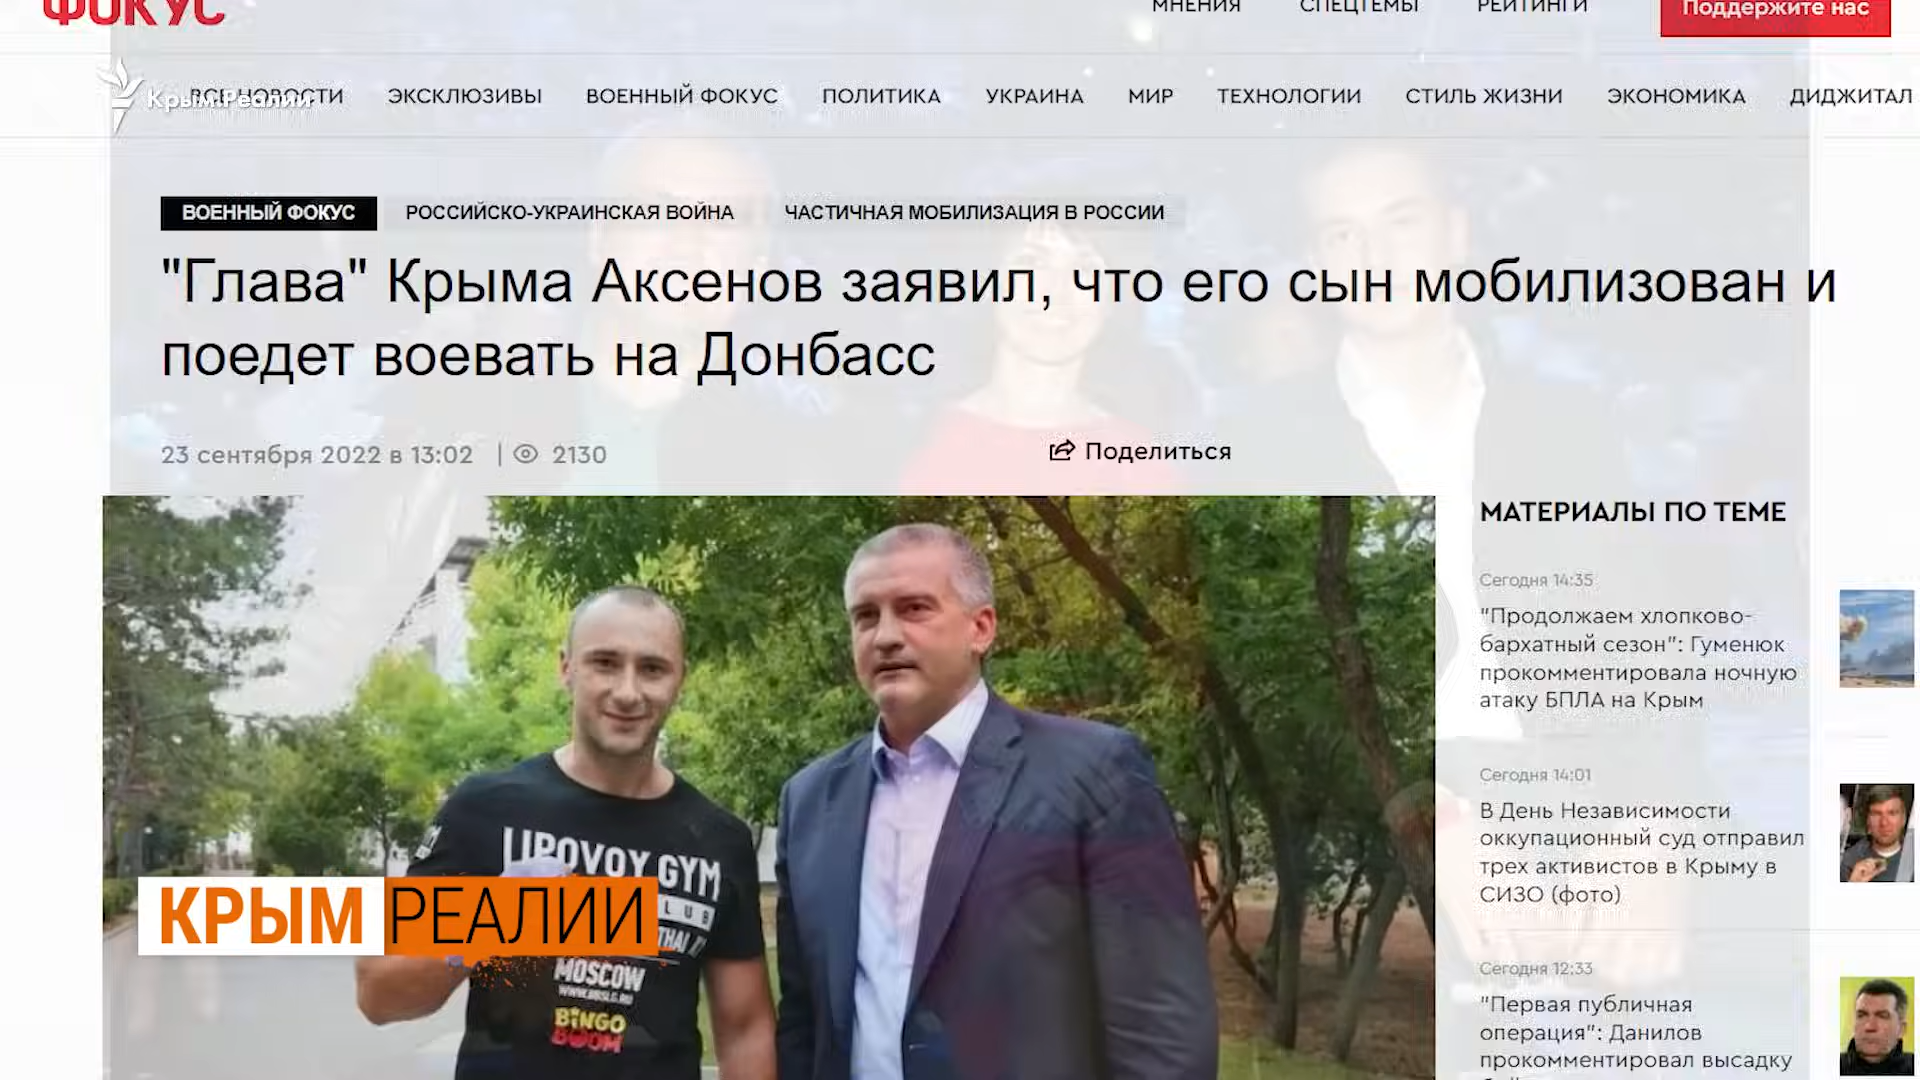 ФОКУС
МНЕНИЯ СПЕЦТЕМЫ РЕЙТИНГИ
Поддержите нас
Крым.Реалии
ВСЕ НОВОСТИ ЭКСКЛЮЗИВЫ ВОЕННЫЙ ФОКУС ПОЛИТИКА УКРАИНА МИР ТЕХНОЛОГИИ СТИЛЬ ЖИЗНИ ЭКОНОМИКА ДИДЖИТАЛ
ВОЕННЫЙ ФОКУС РОССИЙСКО-УКРАИНСКАЯ ВОЙНА ЧАСТИЧНАЯ МОБИЛИЗАЦИЯ В РОССИИ
"Глава" Крыма Аксенов заявил, что его сын мобилизован и
поедет воевать на Донбасс
23 сентября 2022 в 13:02 | 2130
Поделиться
LIPOVOY GYM
LUB
THAI
MOSCOW
BINGO
BOOM
КРЫМ РЕАЛИИ
МАТЕРИАЛЫ ПО ТЕМЕ
Сегодня 14:35
"Продолжаем хлопково-
бархатный сезон": Гуменюк
прокомментировала ночную
атаку БПЛА на Крым
Сегодня 14:01
В День Независимости
оккупационный суд отправил
трех активистов в Крыму в
СИЗО (фото)
Сегодня 12:33
"Первая публичная
операция": Данилов
прокомментировал высадку